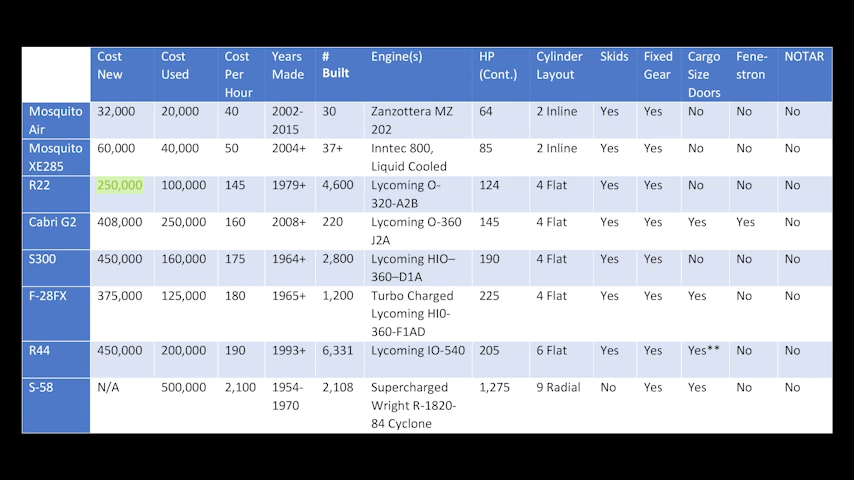 Cost New Cost Used Cost Per Hour Years Made # Built Engine(s) HP (Cont.) Cylinder Layout Skids Fixed Gear Cargo Size Doors Fene-stron NOTAR
Mosquito Air 32,000 20,000 40 2002-2015 30 Zanzottera MZ 202 64 2 Inline Yes Yes No No No
Mosquito XE285 60,000 40,000 50 2004+ 37+ Inntec 800, Liquid Cooled 85 2 Inline Yes Yes No No No
R22 250,000 100,000 145 1979+ 4,600 Lycoming O-320-A2B 124 4 Flat Yes Yes No No No
Cabri G2 408,000 250,000 160 2008+ 220 Lycoming O-360 J2A 145 4 Flat Yes Yes Yes Yes No
S300 450,000 160,000 175 1964+ 2,800 Lycoming HIO–360–D1A 190 4 Flat Yes Yes No No No
F-28FX 375,000 125,000 180 1965+ 1,200 Turbo Charged Lycoming HI0-360-F1AD 225 4 Flat Yes Yes Yes No No
R44 450,000 200,000 190 1993+ 6,331 Lycoming IO-540 205 6 Flat Yes Yes Yes** No No
S-58 N/A 500,000 2,100 1954-1970 2,108 Supercharged Wright R-1820-84 Cyclone 1,275 9 Radial No Yes Yes No No